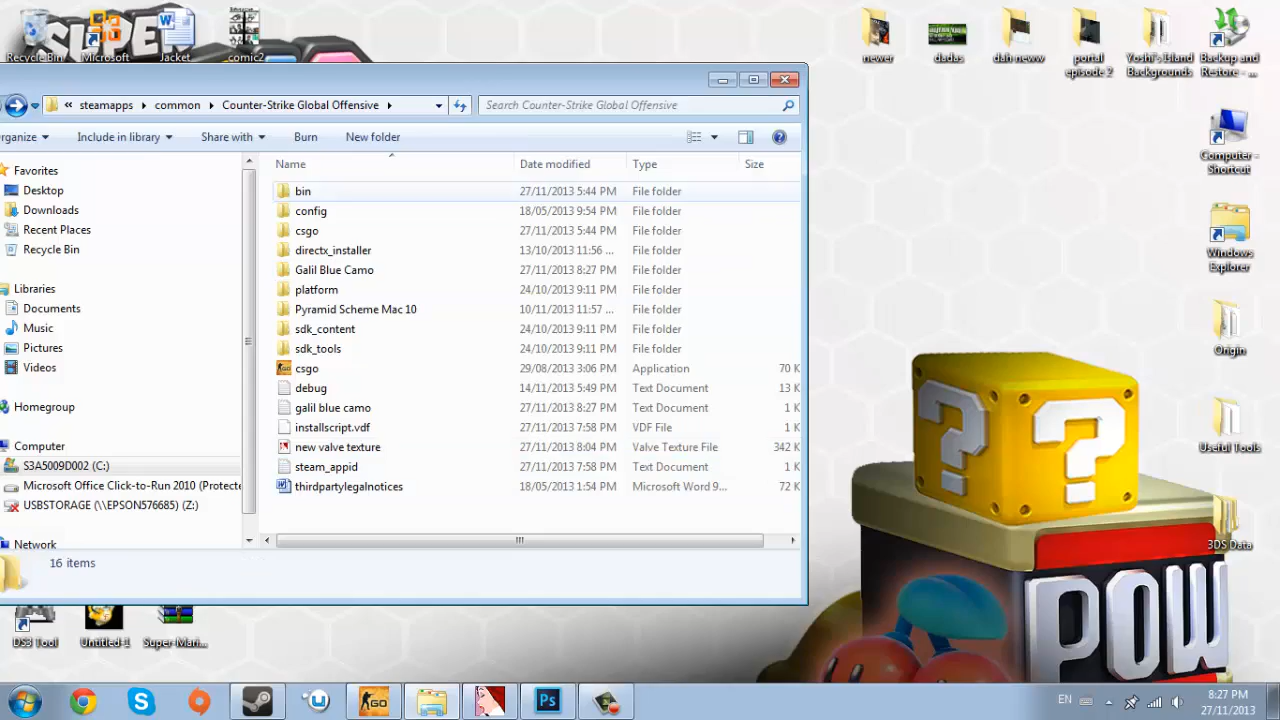 Recycle Bin
Microsoft
Jacket
comic2
newer
dadas
dah neww
portal
episode 2
Yoshi's Island
Backgrounds
Backup and
Restore - ...
steamapps
common
Counter-Strike Global Offensive
Search Counter-Strike Global Offensive
rganize
Include in library
Share with
Burn
New folder
Name
Date modified
Type
Size
Favorites
Desktop
Downloads
Recent Places
Recycle Bin
Libraries
Documents
Music
Pictures
Videos
Homegroup
Computer
S3A5009D002 (C:)
Microsoft Office Click-to-Run 2010 (Protecte
USBSTORAGE (\\EPSON576685) (Z:)
Network
bin 27/11/2013 5:44 PM File folder
config 18/05/2013 9:54 PM File folder
csgo 27/11/2013 5:44 PM File folder
directx_installer 13/10/2013 11:56 ... File folder
Galil Blue Camo 27/11/2013 8:27 PM File folder
platform 24/10/2013 9:11 PM File folder
Pyramid Scheme Mac 10 10/11/2013 11:57 ... File folder
sdk_content 24/10/2013 9:11 PM File folder
sdk_tools 24/10/2013 9:11 PM File folder
csgo 29/08/2013 3:06 PM Application 70 K
debug 14/11/2013 5:49 PM Text Document 13 K
galil blue camo 27/11/2013 8:27 PM Text Document 1 K
installscript.vdf 27/11/2013 7:58 PM VDF File 1 K
new valve texture 27/11/2013 8:04 PM Valve Texture File 342 K
steam_appid 27/11/2013 7:58 PM Text Document 1 K
thirdpartylegalnotices 18/05/2013 1:54 PM Microsoft Word 9... 72 K
16 items
Computer -
Shortcut
Windows
Explorer
Origin
Useful Tools
3DS Data
? ?
POW
DS3 Tool
Untitled-1
Super-Mari...
GO
Ps
EN
8:27 PM
27/11/2013